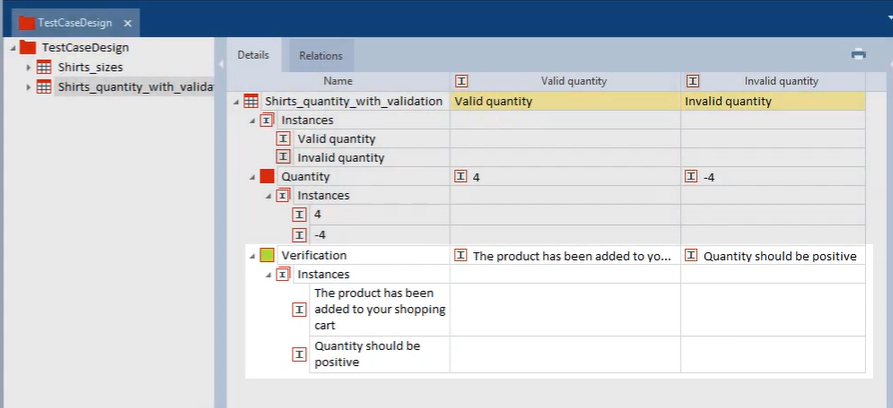 TestCaseDesign
TestCaseDesign
Shirts_sizes
Shirts_quantity_with_valida
Details
Relations
Name
Valid quantity
Invalid quantity
Shirts_quantity_with_validation
Valid quantity
Invalid quantity
Instances
Valid quantity
Invalid quantity
Quantity
4
-4
Instances
4
-4
Verification
The product has been added to yo...
Quantity should be positive
Instances
The product has been
added to your shopping
cart
Quantity should be
positive